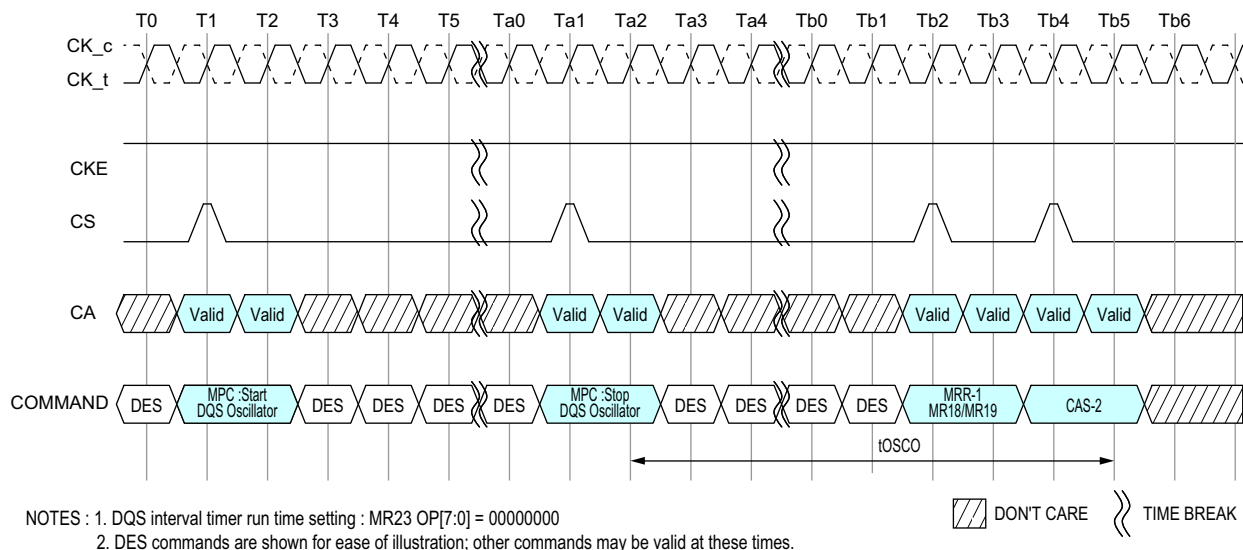 T0 T1 T2 T3 T4 T5 Ta0 Ta1 Ta2 Ta3 Ta4 Tb0 Tb1 Tb2 Tb3 Tb4 Tb5 Tb6
CK_c
CK_t
CKE
CS
CA Valid Valid Valid Valid Valid Valid Valid Valid
COMMAND DES MPC :Start DQS Oscillator DES DES DES DES MPC :Stop DQS Oscillator DES DES DES DES MRR-1 MR18/MR19 CAS-2
tOSCO
NOTES : 1. DQS interval timer run time setting : MR23 OP[7:0] = 00000000
2. DES commands are shown for ease of illustration; other commands may be valid at these times.
DON'T CARE TIME BREAK